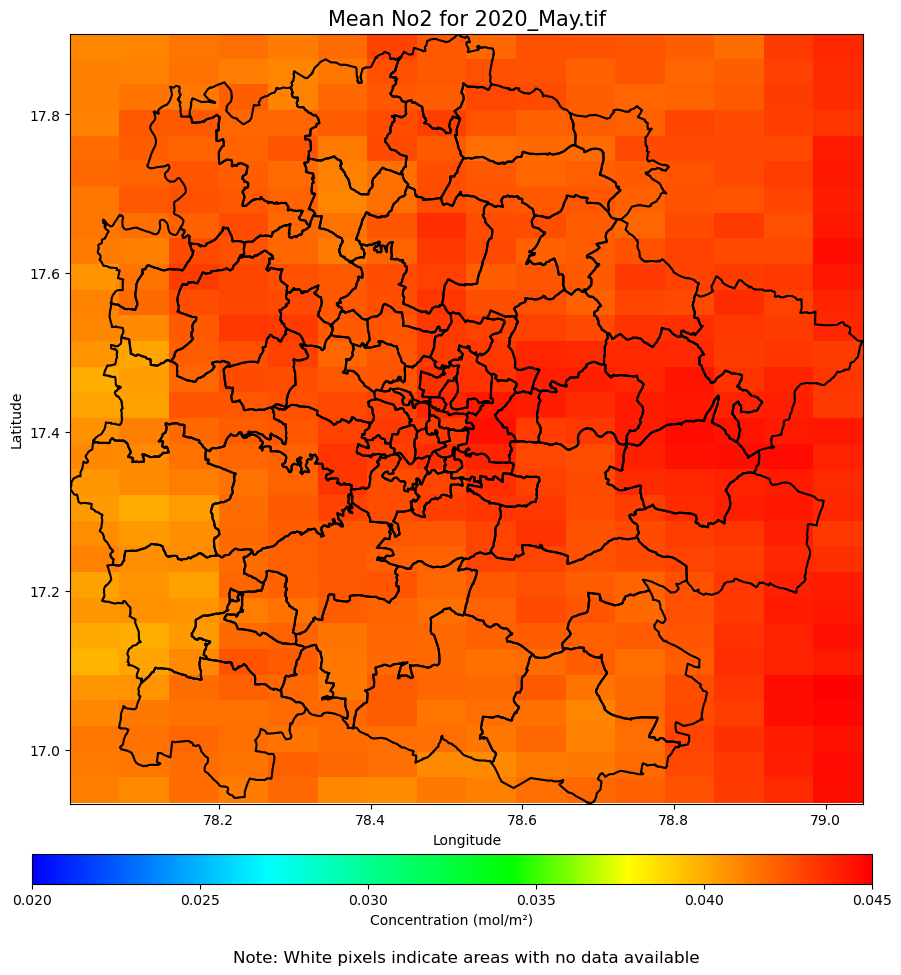 Mean No2 for 2020_May.tif
17.8
17.6
17.4
17.2
17.0
Latitude
78.2 78.4 78.6 78.8 79.0
Longitude
0.020 0.025 0.030 0.035 0.040 0.045
Concentration (mol/m²)
Note: White pixels indicate areas with no data available